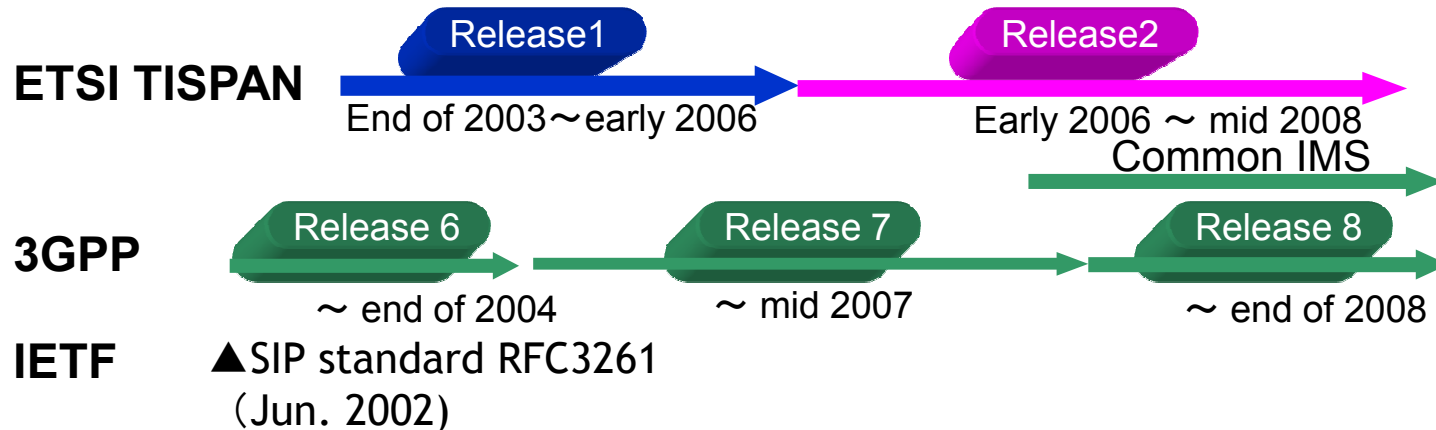 Release1
Release2
ETSI TISPAN
End of 2003～early 2006
Early 2006 ～ mid 2008
Common IMS
Release 6
Release 7
Release 8
3GPP
～ end of 2004
～ mid 2007
～ end of 2008
IETF
▲SIP standard RFC3261
（Jun. 2002)